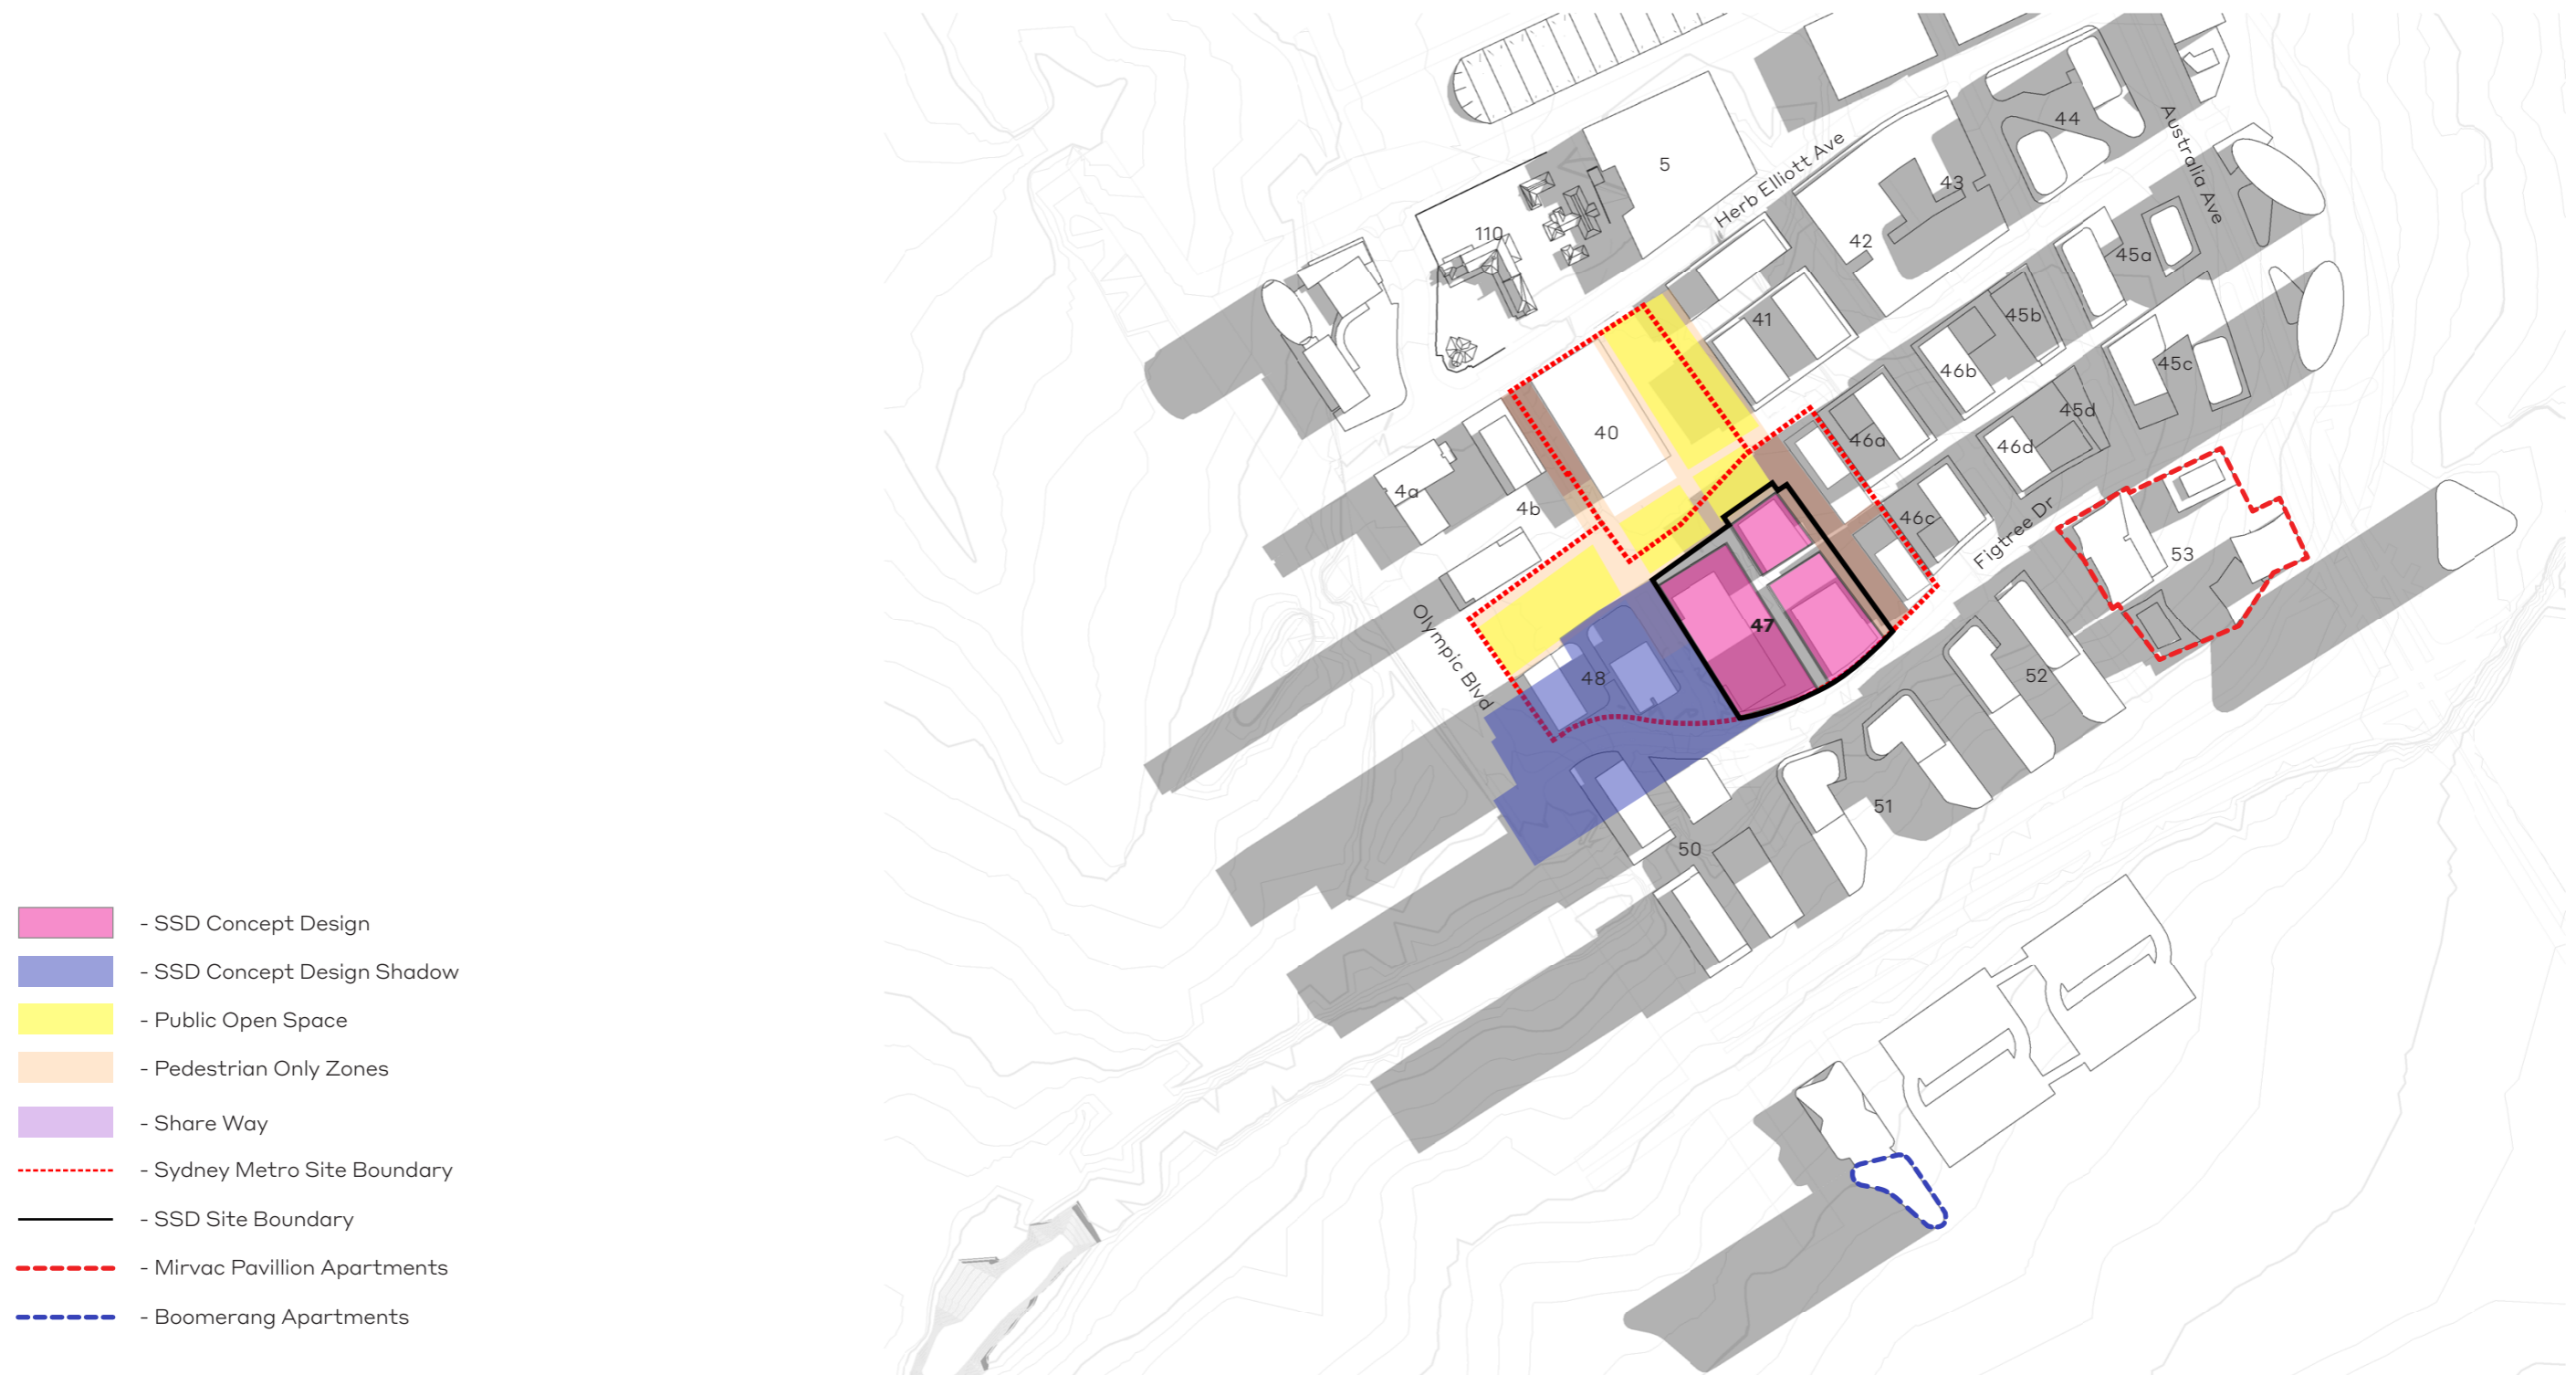 44
Australia Ave
5
Herb Elliott Ave
43
110
42
45a
41
45b
45c
46b
45d
40
46a
46d
4a
4b
46c
Figtree Dr
53
Olympic Blvd
47
48
52
51
50
- SSD Concept Design
- SSD Concept Design Shadow
- Public Open Space
- Pedestrian Only Zones
- Share Way
- Sydney Metro Site Boundary
- SSD Site Boundary
- Mirvac Pavillion Apartments
- Boomerang Apartments